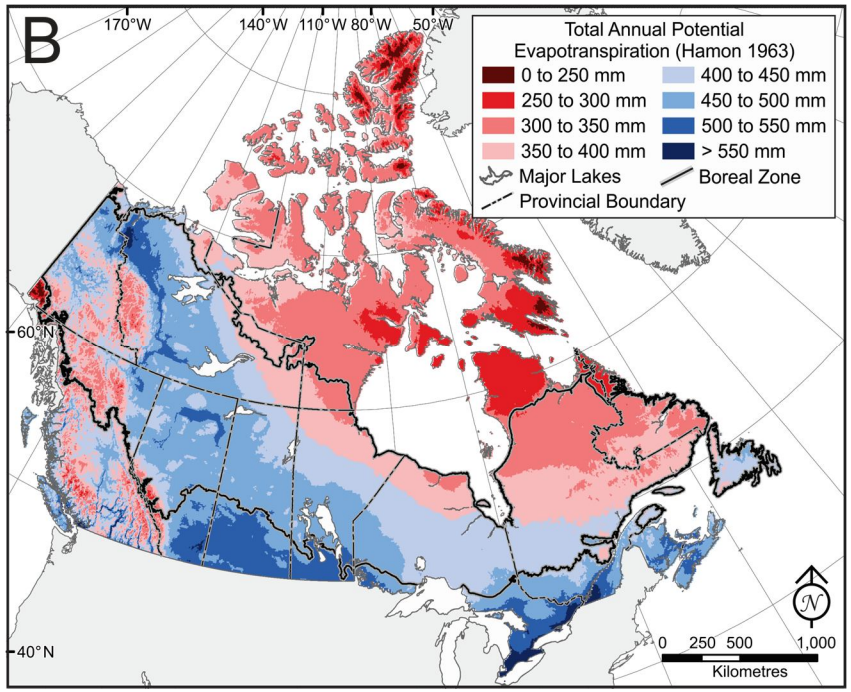 B
170°W 140°W 110°W 80°W 50°W
Total Annual Potential
Evapotranspiration (Hamon 1963)
0 to 250 mm 400 to 450 mm
250 to 300 mm 450 to 500 mm
300 to 350 mm 500 to 550 mm
350 to 400 mm > 550 mm
Major Lakes Boreal Zone
Provincial Boundary
60°N
40°N
N
0 250 500 1,000
Kilometres